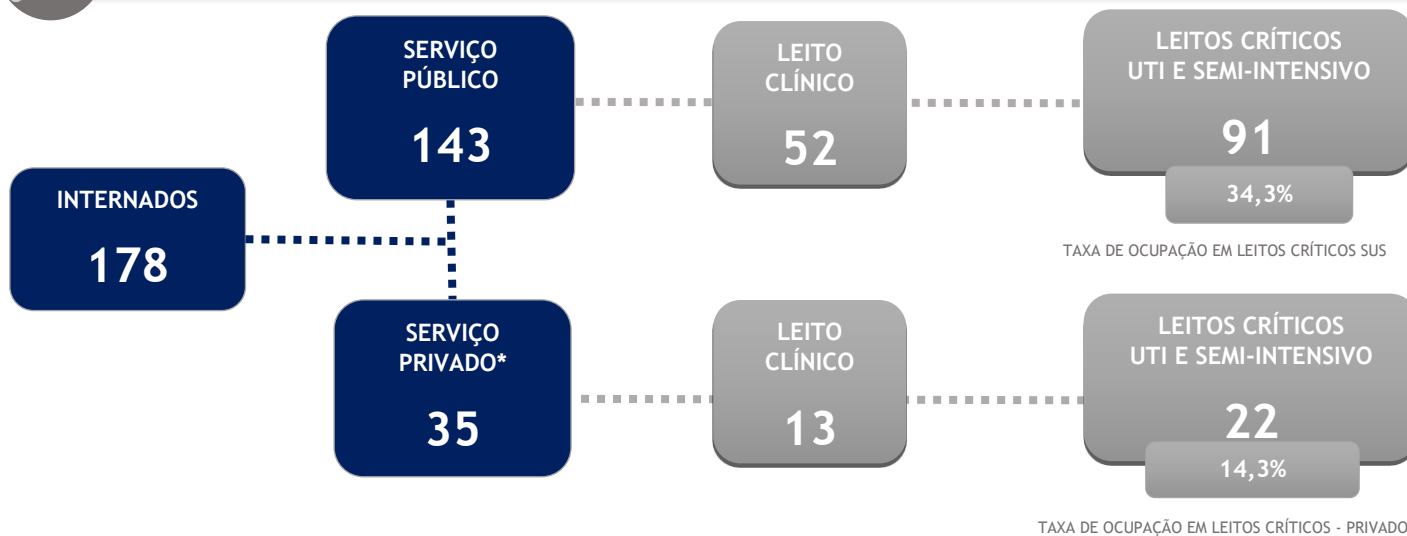 INTERNADOS
178
SERVIÇO
PÚBLICO
143
LEITO
CLÍNICO
52
LEITOS CRÍTICOS
UTI E SEMI-INTENSIVO
91
34,3%
TAXA DE OCUPAÇÃO EM LEITOS CRÍTICOS SUS
SERVIÇO
PRIVADO*
35
LEITO
CLÍNICO
13
LEITOS CRÍTICOS
UTI E SEMI-INTENSIVO
22
14,3%
TAXA DE OCUPAÇÃO EM LEITOS CRÍTICOS - PRIVADO